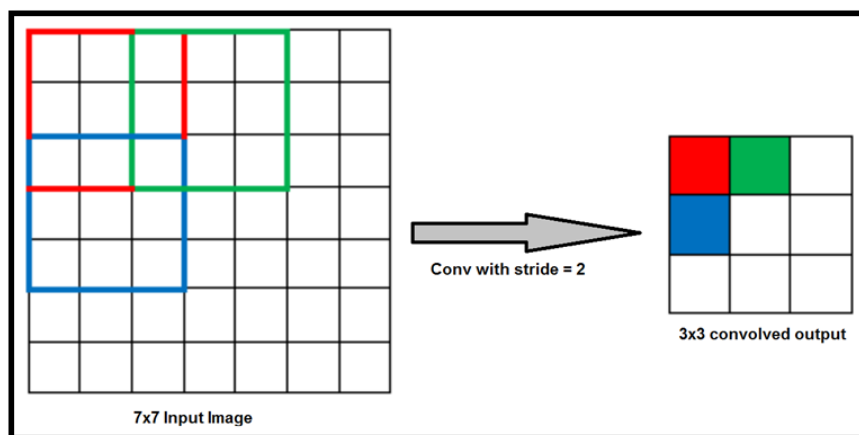 Conv with stride = 2
3x3 convolved output
7x7 Input Image